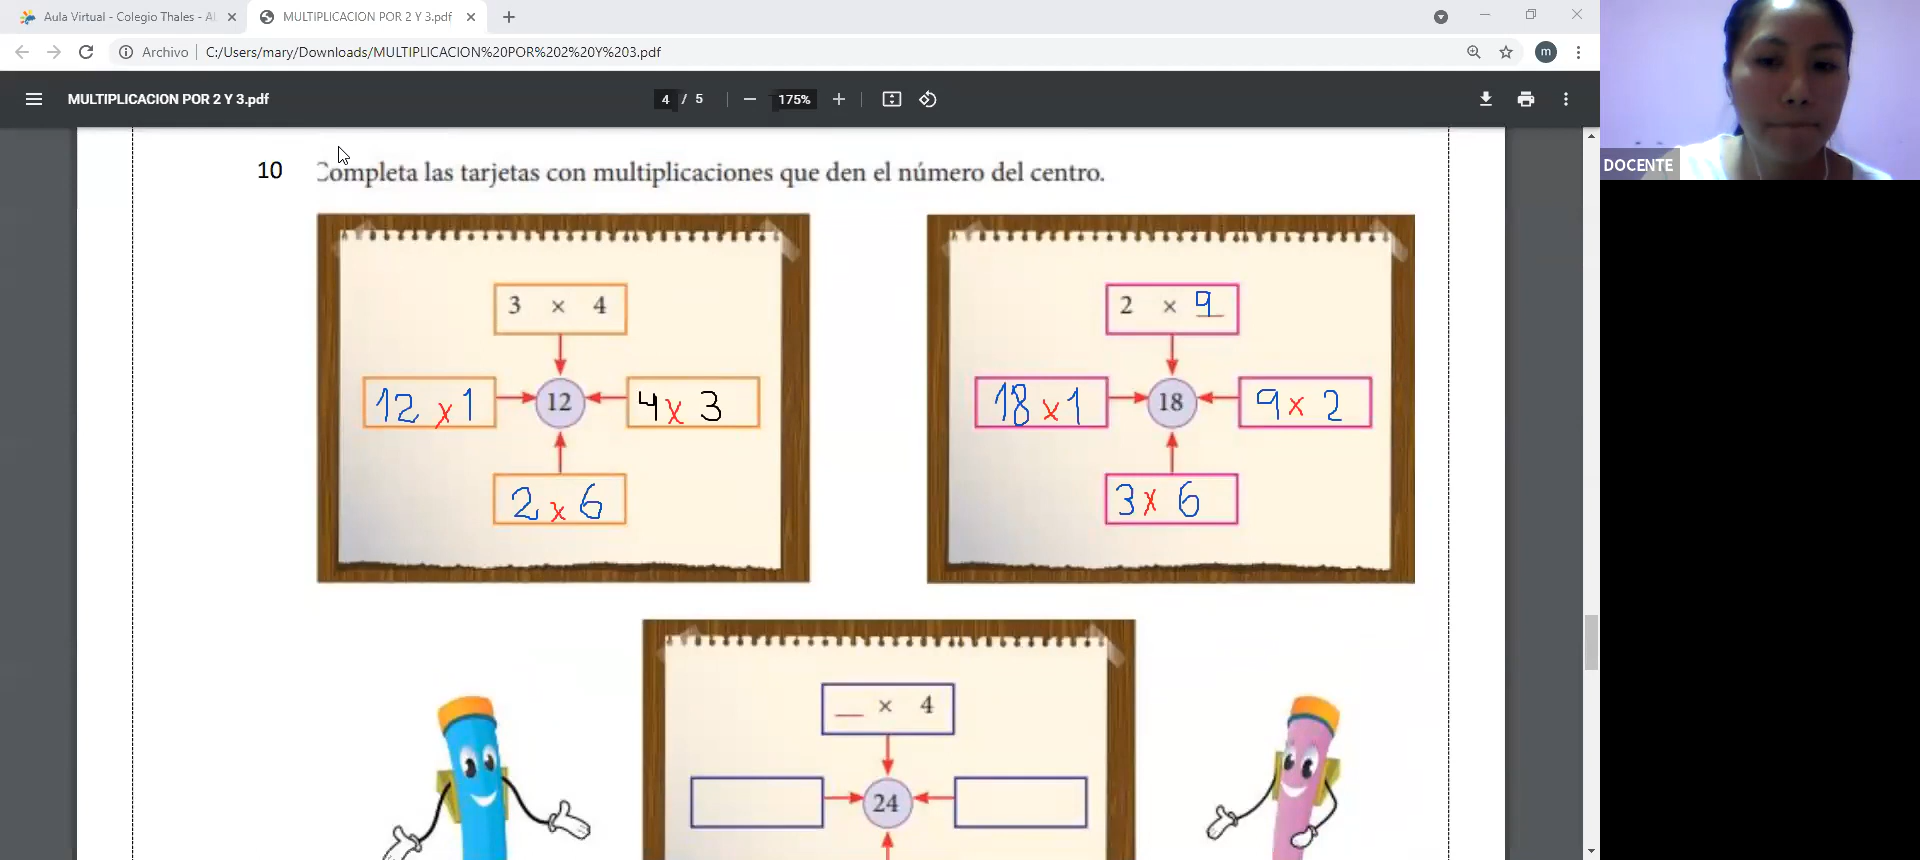 Aula Virtual - Colegio Thales - Al
MULTIPLICACION POR 2 Y 3.pdf
Archivo
C:/Users/mary/Downloads/MULTIPLICACION%20POR%202%20Y%203.pdf
m
MULTIPLICACION POR 2 Y 3.pdf
4 / 5
175%
DOCENTE
10 Completa las tarjetas con multiplicaciones que den el número del centro.
3 × 4
12 x 1
12
4 x 3
2 x 6
2 × 9
18 x 1
18
9 x 2
3 x 6
__ × 4
24